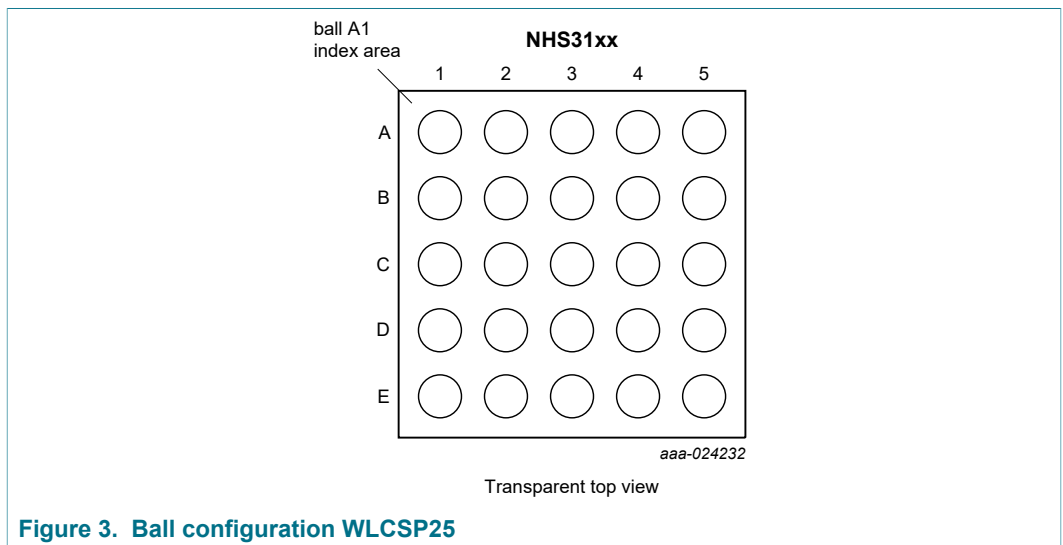 ball A1
index area
NHS31xx
1 2 3 4 5
A
B
C
D
E
aaa-024232
Transparent top view
Figure 3. Ball configuration WLCSP25